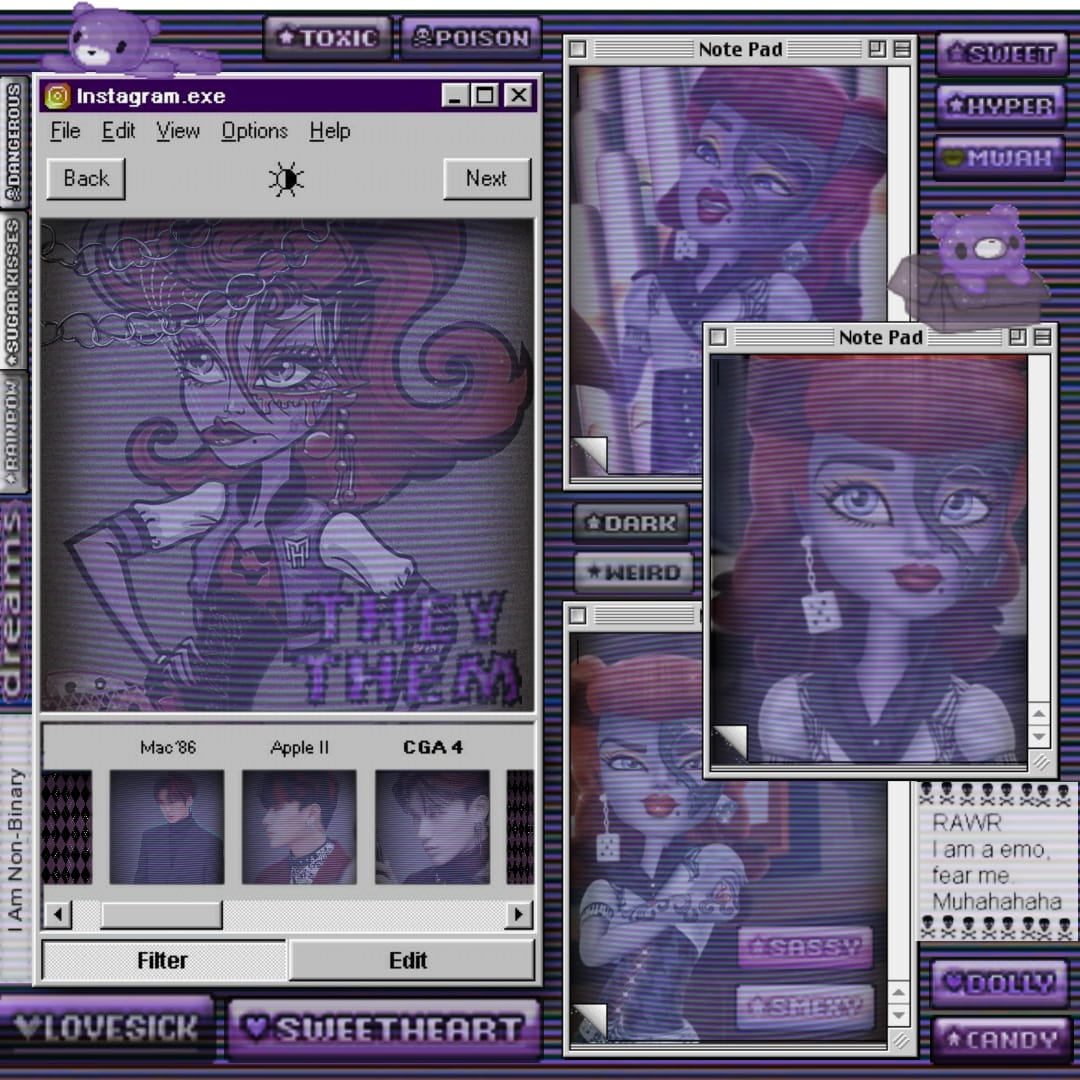 TOXIC
POISON
Note Pad
SWEET
HYPER
MWAH
DANGEROUS
SUGAR KISSES
RAINBOW
dreams
I Am Non-Binary
Instagram.exe
File Edit View Options Help
Back
Next
THEY
THEM
Mac'86
Apple II
CGA 4
Filter
Edit
Note Pad
DARK
WEIRD
SASSY
SMEXY
RAWR
I am a emo,
fear me.
Muhahahaha
DOLLY
CANDY
LOVESICK
SWEETHEART